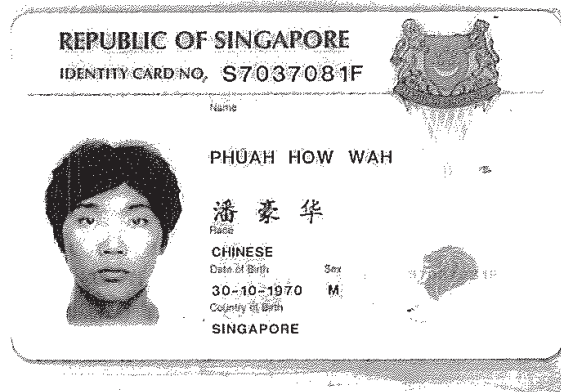 REPUBLIC OF SINGAPORE
IDENTITY CARD NO. S7037081F
Name
PHUAH HOW WAH
潘豪华
Race
CHINESE
Date of Birth Sex
30-10-1970 M
Country of Birth
SINGAPORE